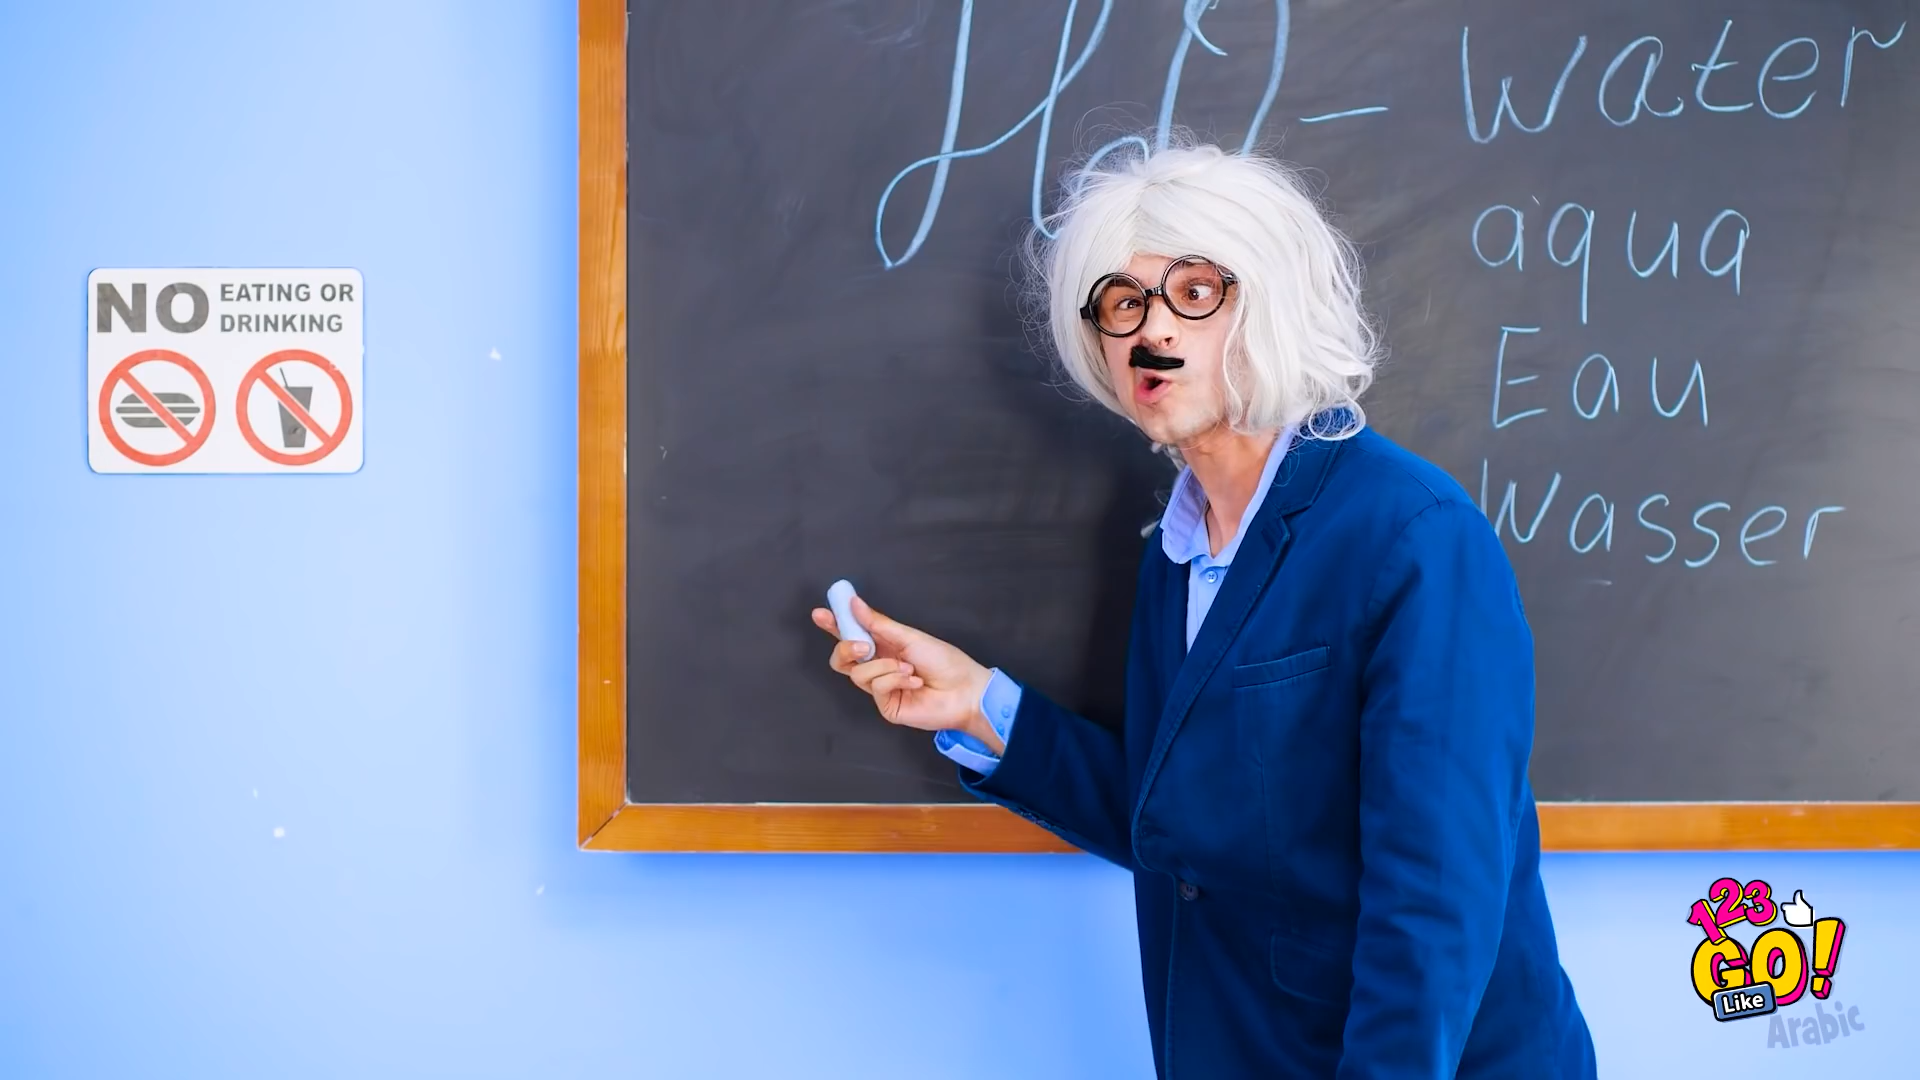 NO EATING OR
DRINKING
H2O - water
aqua
Eau
Wasser
123
GO!
Like
Arabic